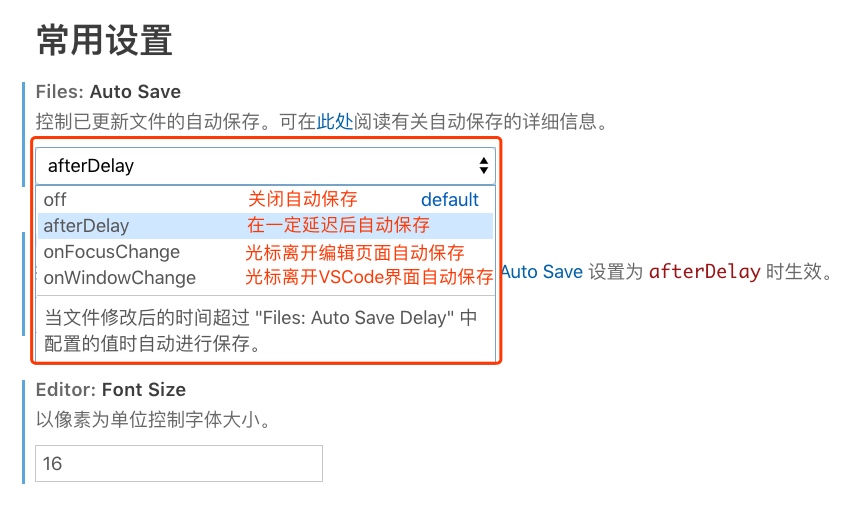 常用设置
Files: Auto Save
控制已更新文件的自动保存。可在此处阅读有关自动保存的详细信息。
afterDelay
off 关闭自动保存 default
afterDelay 在一定延迟后自动保存
onFocusChange 光标离开编辑页面自动保存
onWindowChange 光标离开VSCode界面自动保存
Auto Save 设置为 afterDelay 时生效。
当文件修改后的时间超过 "Files: Auto Save Delay" 中
配置的值时自动进行保存。
Editor: Font Size
以像素为单位控制字体大小。
16